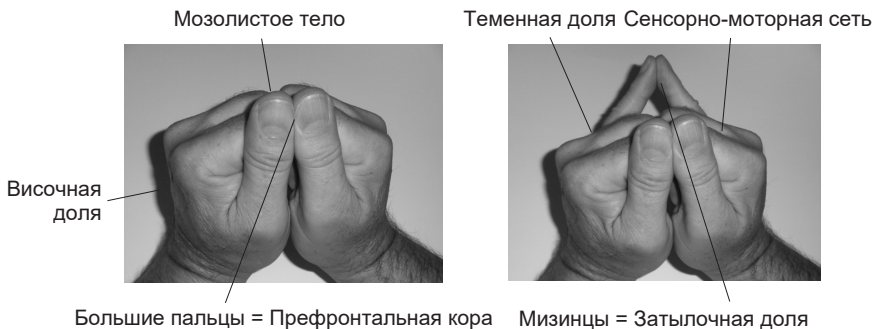 Мозолистое тело
Теменная доля Сенсорно-моторная сеть
Височная
доля
Большие пальцы = Префронтальная кора
Мизинцы = Затылочная доля